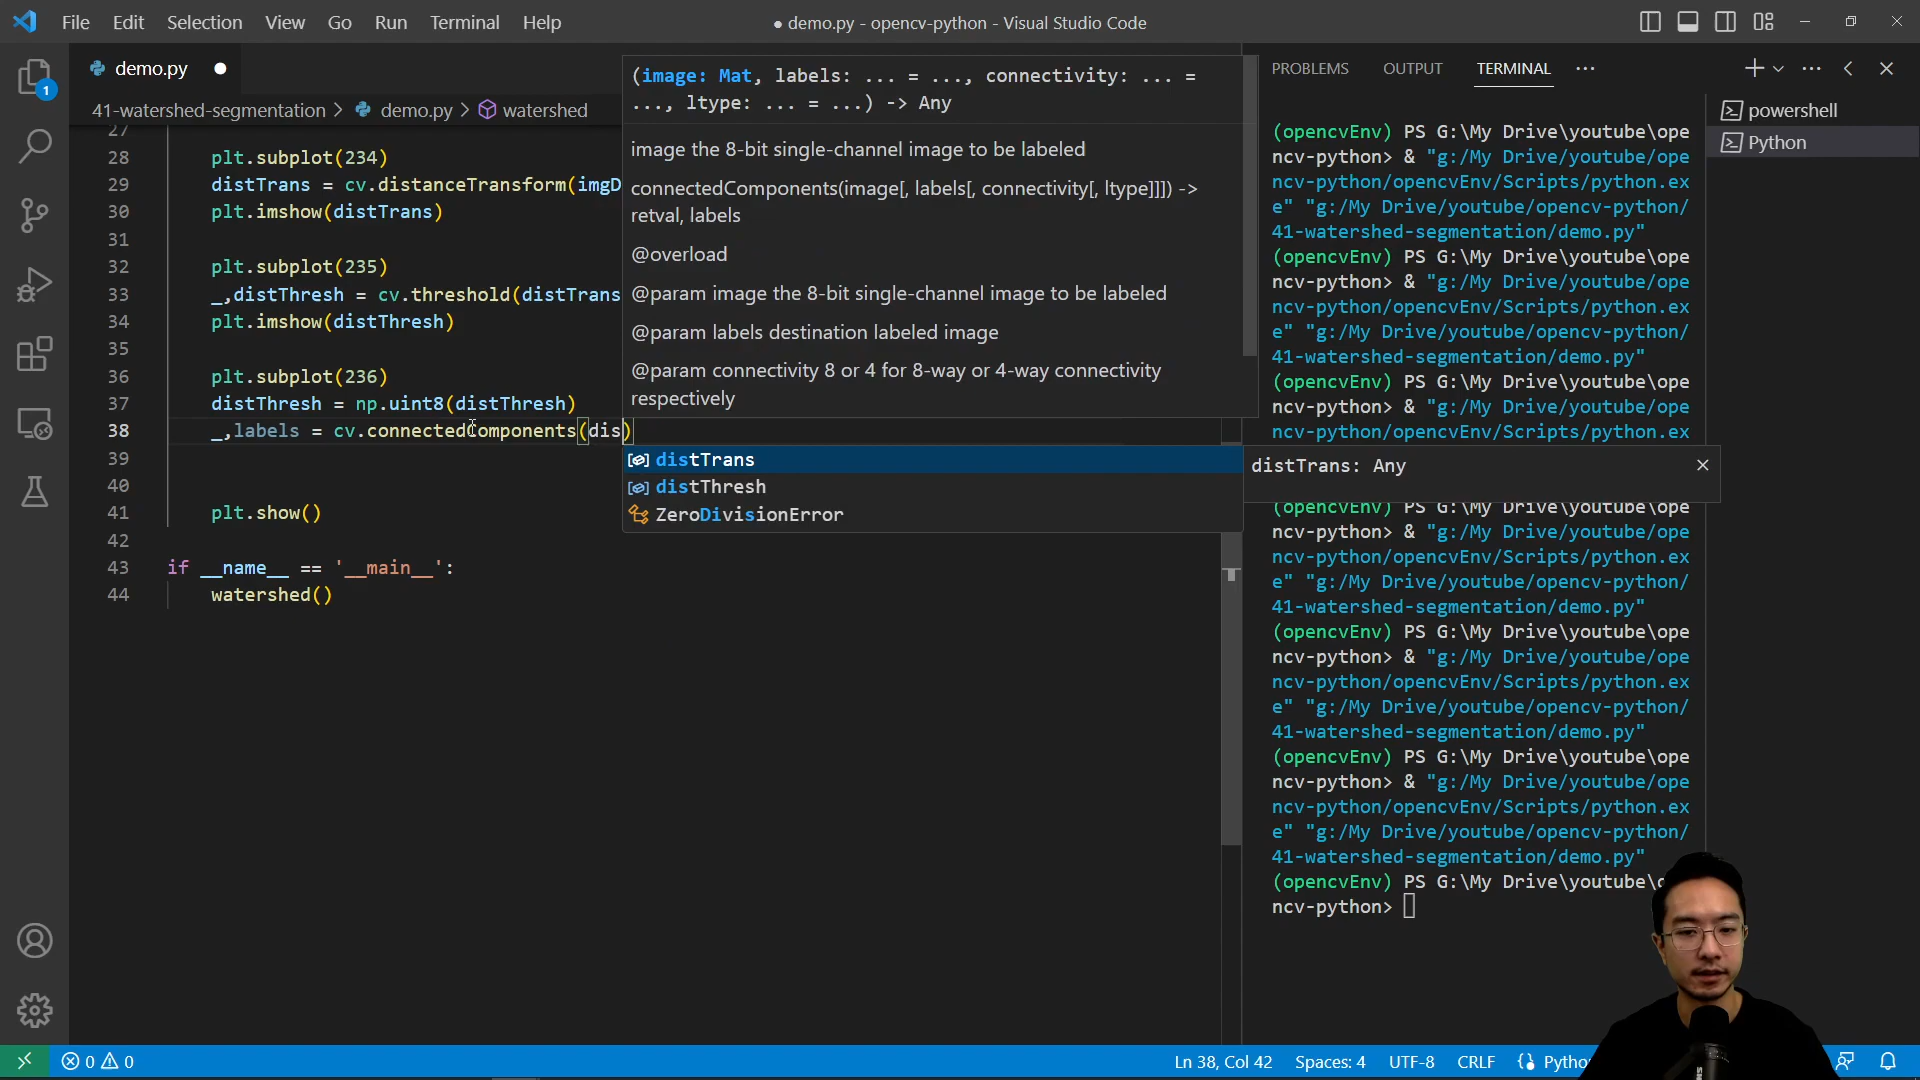 File Edit Selection View Go Run Terminal Help
● demo.py - opencv-python - Visual Studio Code
demo.py
41-watershed-segmentation > demo.py > watershed
27
28 plt.subplot(234)
29 distTrans = cv.distanceTransform(imgD
30 plt.imshow(distTrans)
31
32 plt.subplot(235)
33 _,distThresh = cv.threshold(distTrans
34 plt.imshow(distThresh)
35
36 plt.subplot(236)
37 distThresh = np.uint8(distThresh)
38 _,labels = cv.connectedComponents(dis)
39
40
41 plt.show()
42
43 if __name__ == '__main__':
44 watershed()
(image: Mat, labels: ... = ..., connectivity: ... =
..., ltype: ... = ...) -> Any
image the 8-bit single-channel image to be labeled
connectedComponents(image[, labels[, connectivity[, ltype]]]) ->
retval, labels
@overload
@param image the 8-bit single-channel image to be labeled
@param labels destination labeled image
@param connectivity 8 or 4 for 8-way or 4-way connectivity
respectively
distTrans
distThresh
ZeroDivisionError
distTrans: Any
PROBLEMS OUTPUT TERMINAL
powershell
Python
(opencvEnv) PS G:\My Drive\youtube\ope
ncv-python> & "g:/My Drive/youtube/ope
ncv-python/opencvEnv/Scripts/python.ex
e" "g:/My Drive/youtube/opencv-python/
41-watershed-segmentation/demo.py"
(opencvEnv) PS G:\My Drive\youtube\ope
ncv-python> & "g:/My Drive/youtube/ope
ncv-python/opencvEnv/Scripts/python.ex
e" "g:/My Drive/youtube/opencv-python/
41-watershed-segmentation/demo.py"
(opencvEnv) PS G:\My Drive\youtube\ope
ncv-python> & "g:/My Drive/youtube/ope
ncv-python/opencvEnv/Scripts/python.ex
(opencvEnv) PS G:\My Drive\youtube\ope
ncv-python> & "g:/My Drive/youtube/ope
ncv-python/opencvEnv/Scripts/python.ex
e" "g:/My Drive/youtube/opencv-python/
41-watershed-segmentation/demo.py"
(opencvEnv) PS G:\My Drive\youtube\ope
ncv-python> & "g:/My Drive/youtube/ope
ncv-python/opencvEnv/Scripts/python.ex
e" "g:/My Drive/youtube/opencv-python/
41-watershed-segmentation/demo.py"
(opencvEnv) PS G:\My Drive\youtube\ope
ncv-python> & "g:/My Drive/youtube/ope
ncv-python/opencvEnv/Scripts/python.ex
e" "g:/My Drive/youtube/opencv-python/
41-watershed-segmentation/demo.py"
(opencvEnv) PS G:\My Drive\youtube\o
ncv-python>
1
0 0 Ln 38, Col 42 Spaces: 4 UTF-8 CRLF Pytho